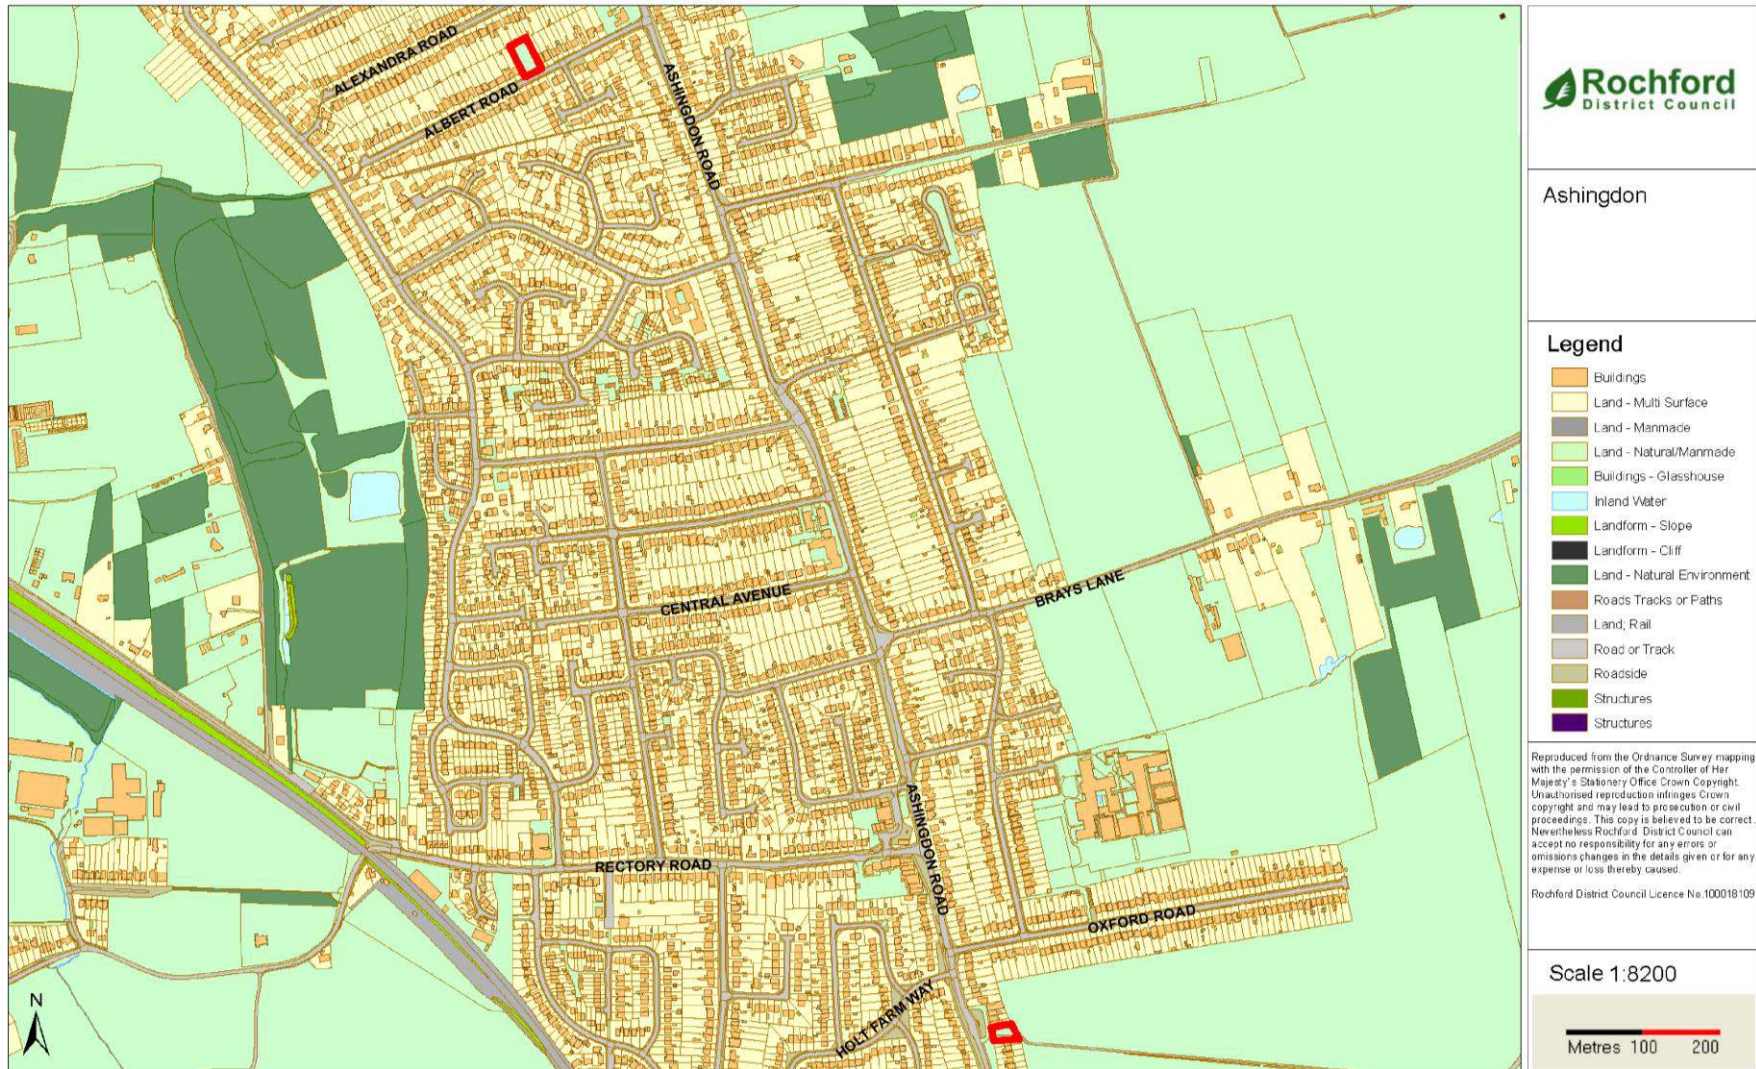 ALEXANDRA ROAD
ALBERT ROAD
ASHINGDON ROAD
CENTRAL AVENUE
BRAYS LANE
ASHINGDON ROAD
RECTORY ROAD
OXFORD ROAD
HOLT FARM WAY
N
Rochford
District Council
Ashingdon
Legend
Buildings
Land - Multi Surface
Land - Manmade
Land - Natural/Manmade
Buildings - Glasshouse
Inland Water
Landform - Slope
Landform - Cliff
Land - Natural Environment
Roads Tracks or Paths
Land; Rail
Road or Track
Roadside
Structures
Structures
Reproduced from the Ordnance Survey mapping
with the permission of the Controller of Her
Majesty's Stationery Office Crown Copyright.
Unauthorised reproduction infringes Crown
copyright and may lead to prosecution or civil
proceedings. This copy is believed to be correct.
Nevertheless Rochford District Council can
accept no responsibility for any errors or
omissions changes in the details given or for any
expense or loss thereby caused.
Rochford District Council Licence No.100018109
Scale 1:8200
Metres 100 200